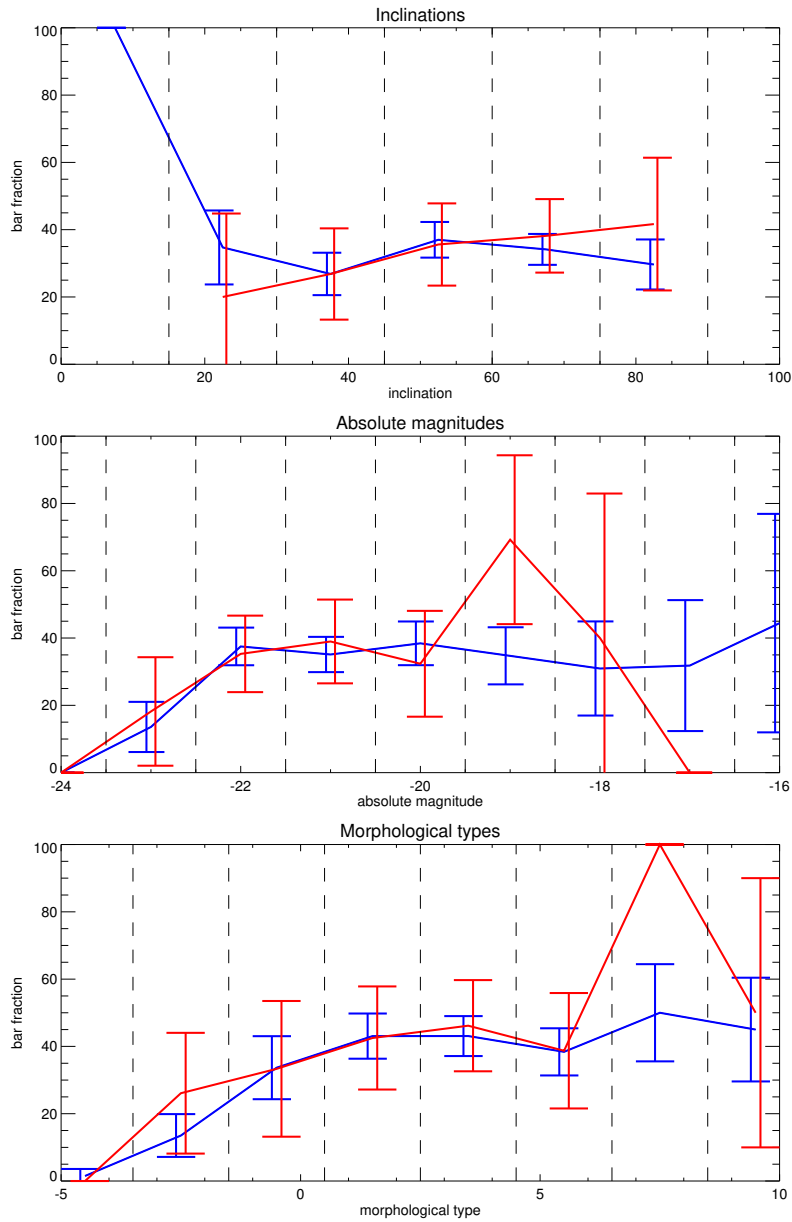 Inclinations
100
80
60
40
20
0
bar fraction
0 20 40 60 80 100
inclination
Absolute magnitudes
100
80
60
40
20
0
bar fraction
-24 -22 -20 -18 -16
absolute magnitude
Morphological types
100
80
60
40
20
0
bar fraction
-5 0 5 10
morphological type